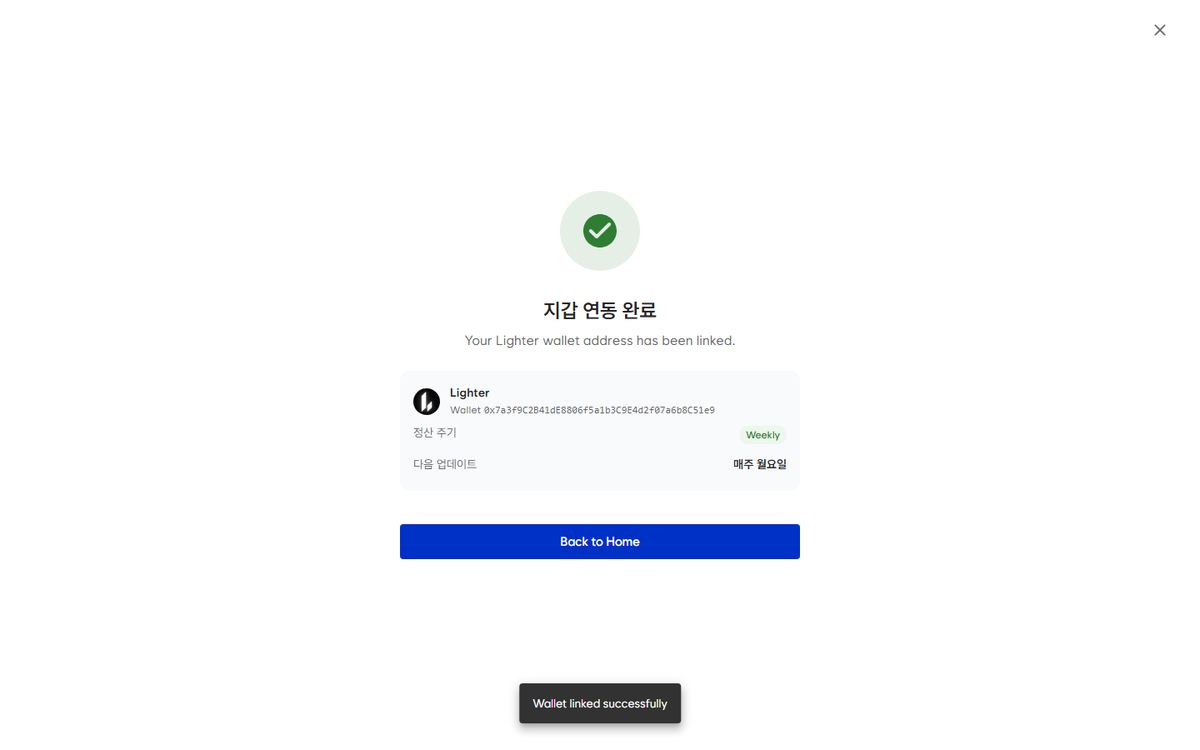 지갑 연동 완료
Your Lighter wallet address has been linked.
Lighter
Wallet 0x7a3f9C2B41dE8806f5a1b3C9E4d2f07a6b8C51e9
정산 주기
Weekly
다음 업데이트
매주 월요일
Back to Home
Wallet linked successfully